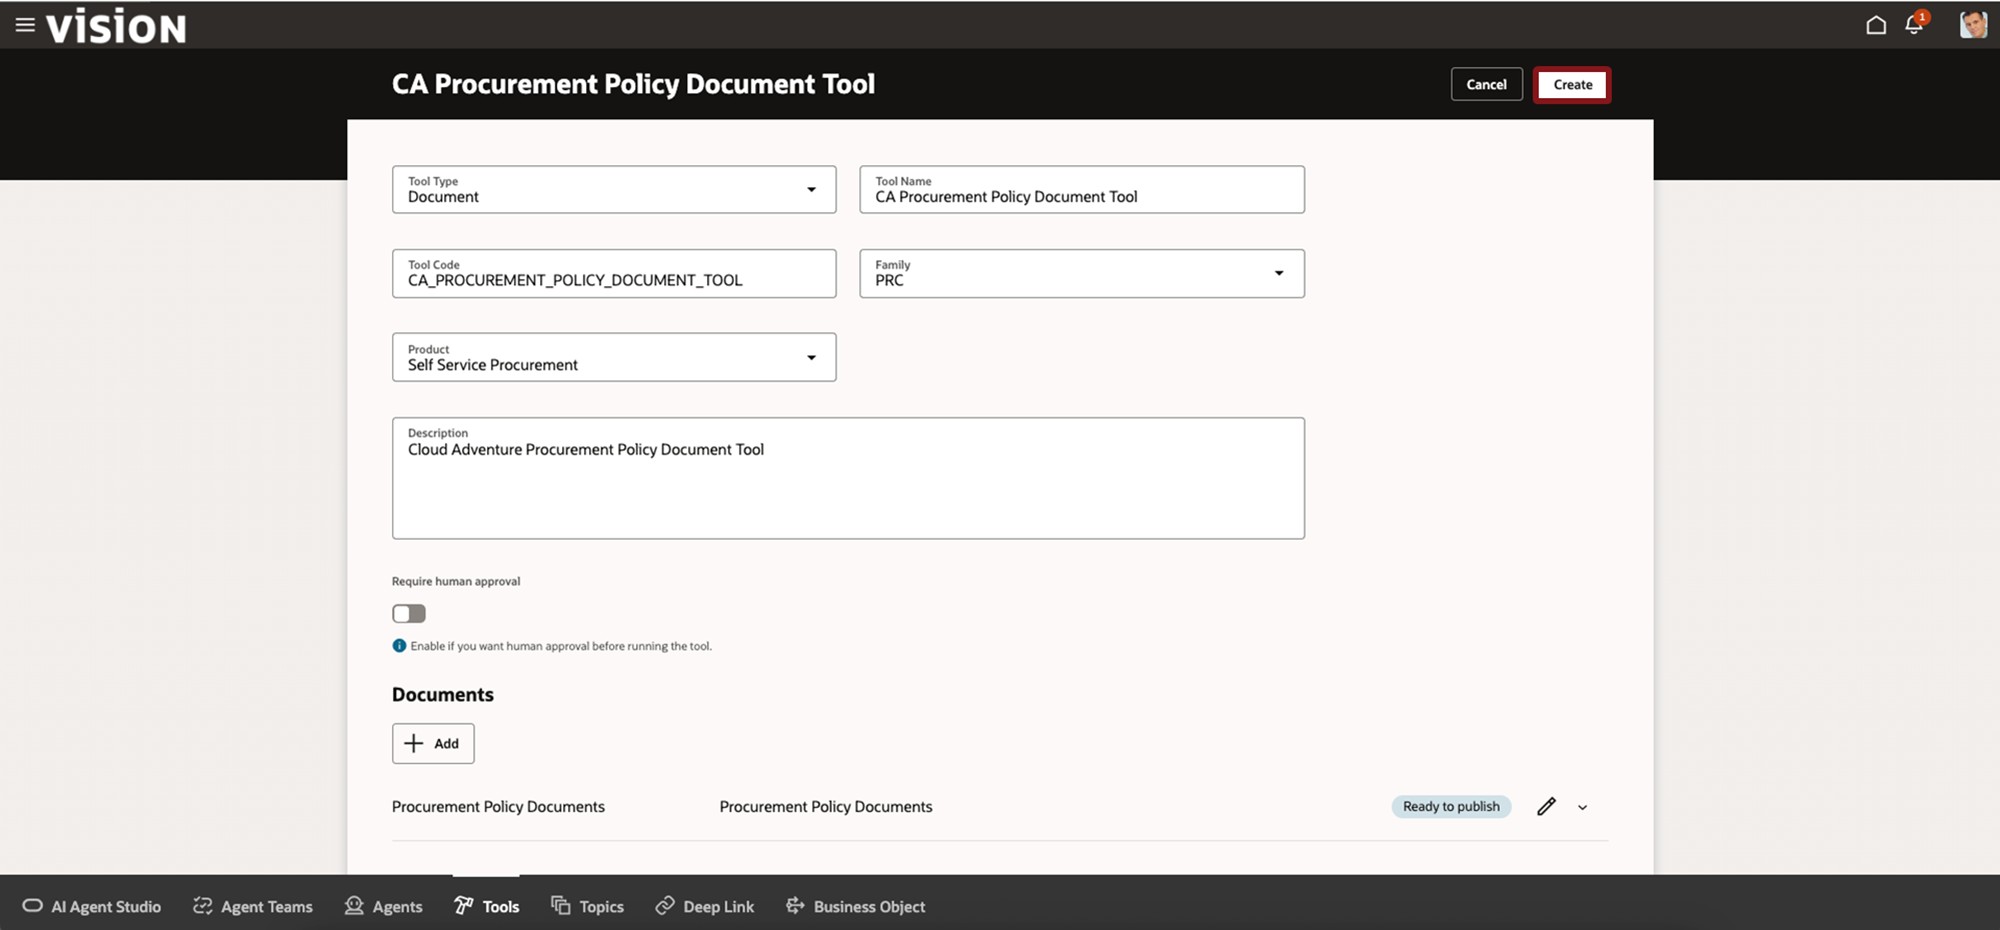 vision
1
CA Procurement Policy Document Tool
Cancel
Create
Tool Type
Document
Tool Name
CA Procurement Policy Document Tool
Tool Code
CA_PROCUREMENT_POLICY_DOCUMENT_TOOL
Family
PRC
Product
Self Service Procurement
Description
Cloud Adventure Procurement Policy Document Tool
Require human approval
Enable if you want human approval before running the tool.
Documents
Add
Procurement Policy Documents
Procurement Policy Documents
Ready to publish
AI Agent Studio
Agent Teams
Agents
Tools
Topics
Deep Link
Business Object